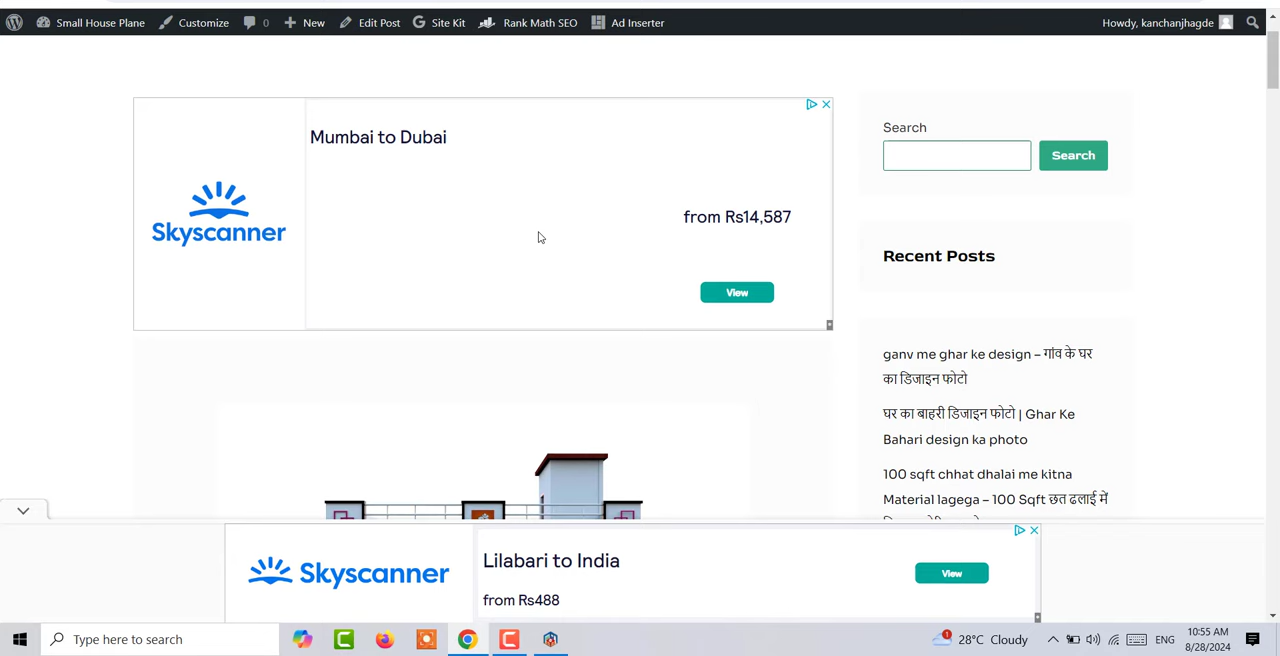 Small House Plane Customize 0 New Edit Post Site Kit Rank Math SEO Ad Inserter Howdy, kanchanjhagde
Mumbai to Dubai
Skyscanner
from Rs14,587
View
Search
Search
Recent Posts
ganv me ghar ke design – गांव के घर
का डिजाइन फोटो
घर का बाहरी डिजाइन फोटो | Ghar Ke
Bahari design ka photo
100 sqft chhat dhalai me kitna
Material lagega – 100 Sqft छत ढलाई में
Skyscanner
Lilabari to India
from Rs488
View
Type here to search
1
28°C Cloudy
ENG
10:55 AM
8/28/2024